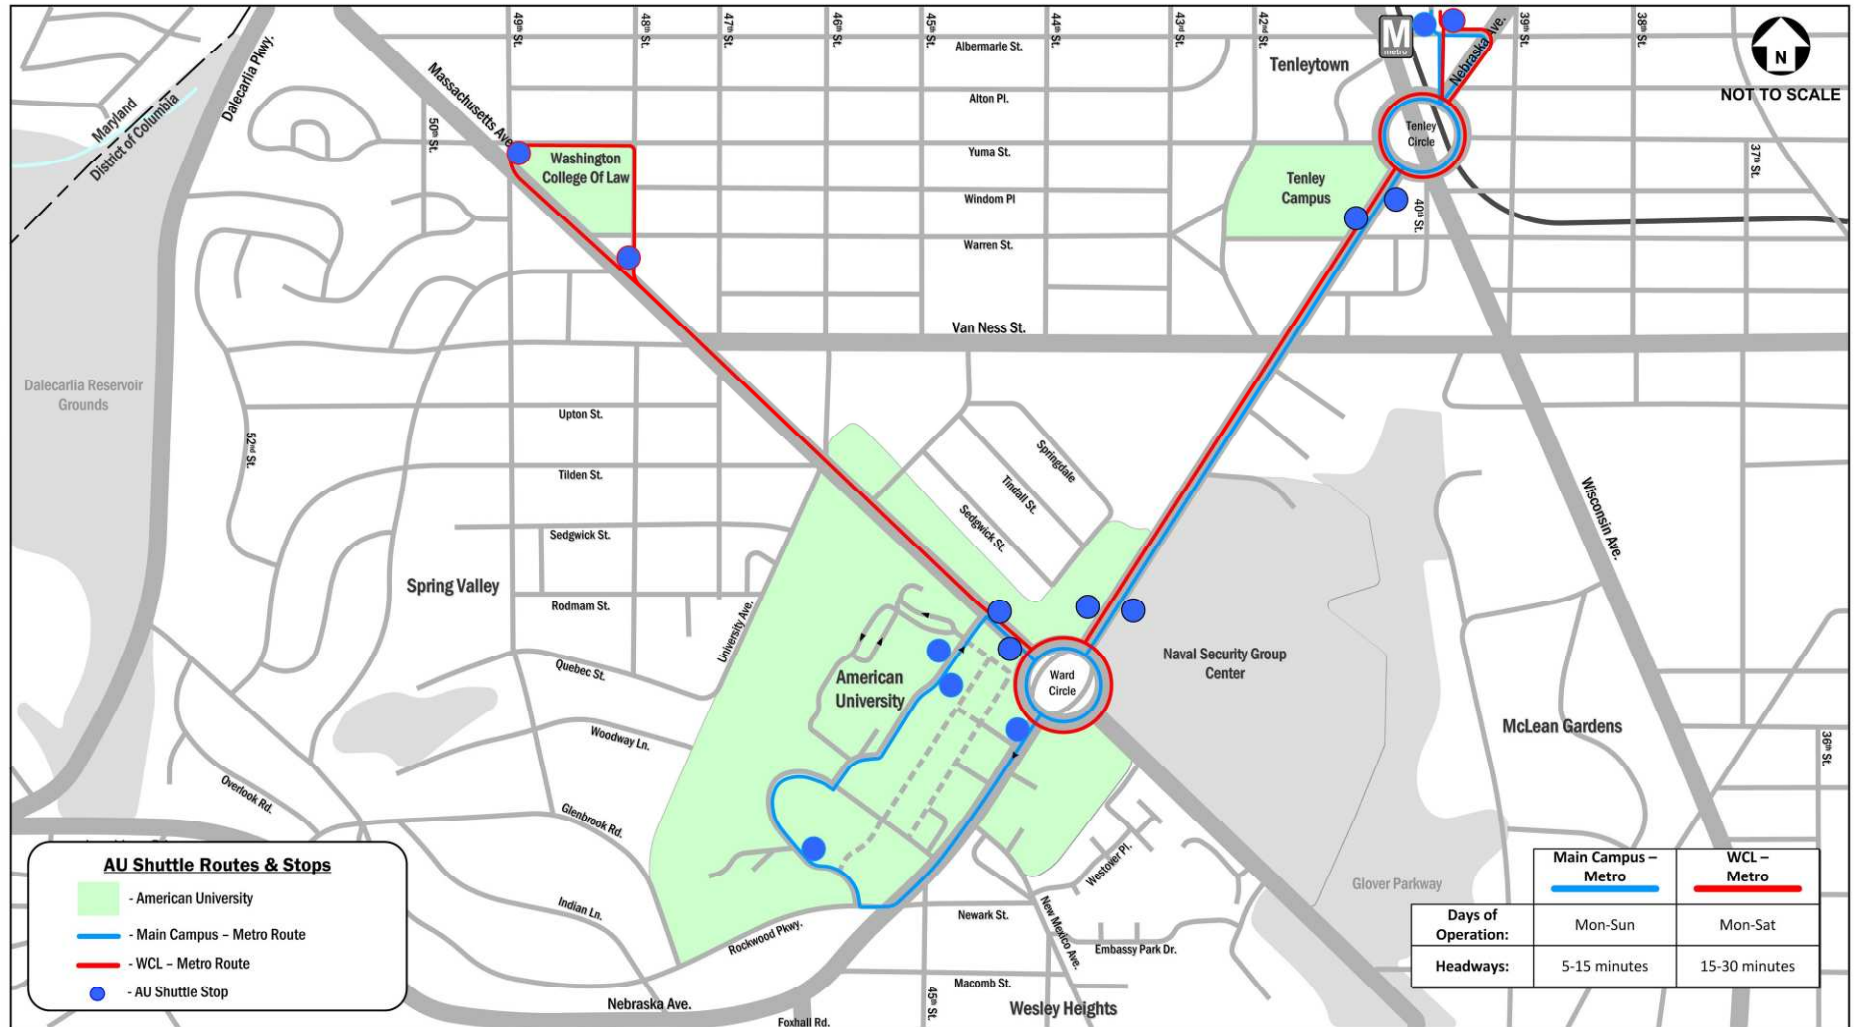 49th St.
48th St.
47th St.
46th St.
45th St.
44th St.
43rd St.
42nd St.
M
metro
Nebraska Ave.
39th St.
38th St.
N
NOT TO SCALE
Albermarle St.
Tenleytown
Alton Pl.
Dalecarlia Pkwy.
Massachusetts Ave.
Maryland
District of Columbia
50th St.
Washington
College Of Law
Yuma St.
Tenley
Circle
37th St.
Windom Pl
Tenley
Campus
40th St.
Warren St.
Van Ness St.
Dalecarlia Reservoir
Grounds
Upton St.
52nd St.
Tilden St.
Springdale
Tindall St.
Sedgwick St.
Wisconsin Ave.
Sedgwick St.
Spring Valley
Rodmam St.
University Ave.
Quebec St.
American
University
Ward
Circle
Naval Security Group
Center
McLean Gardens
36th St.
Woodway Ln.
Overlook Rd.
Glenbrook Rd.
Westover Pl.
Glover Parkway
Indian Ln.
Rockwood Pkwy.
Newark St.
New Mexico Ave.
Embassy Park Dr.
Macomb St.
45th St.
Wesley Heights
Nebraska Ave.
Foxhall Rd.
AU Shuttle Routes & Stops
- American University
- Main Campus – Metro Route
- WCL – Metro Route
- AU Shuttle Stop
Main Campus –
Metro
WCL –
Metro
Days of
Operation:
Mon-Sun
Mon-Sat
Headways:
5-15 minutes
15-30 minutes